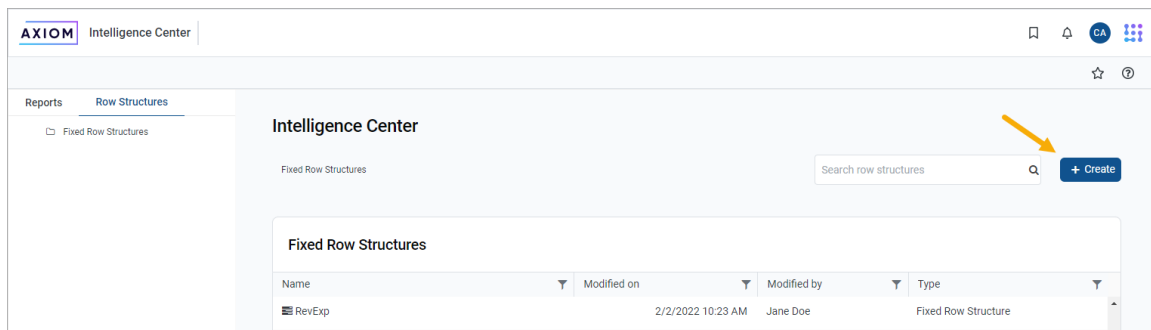 AXIOM Intelligence Center
CA
Reports Row Structures
Fixed Row Structures
Intelligence Center
Fixed Row Structures
Search row structures
+ Create
Fixed Row Structures
Name Modified on Modified by Type
RevExp 2/2/2022 10:23 AM Jane Doe Fixed Row Structure